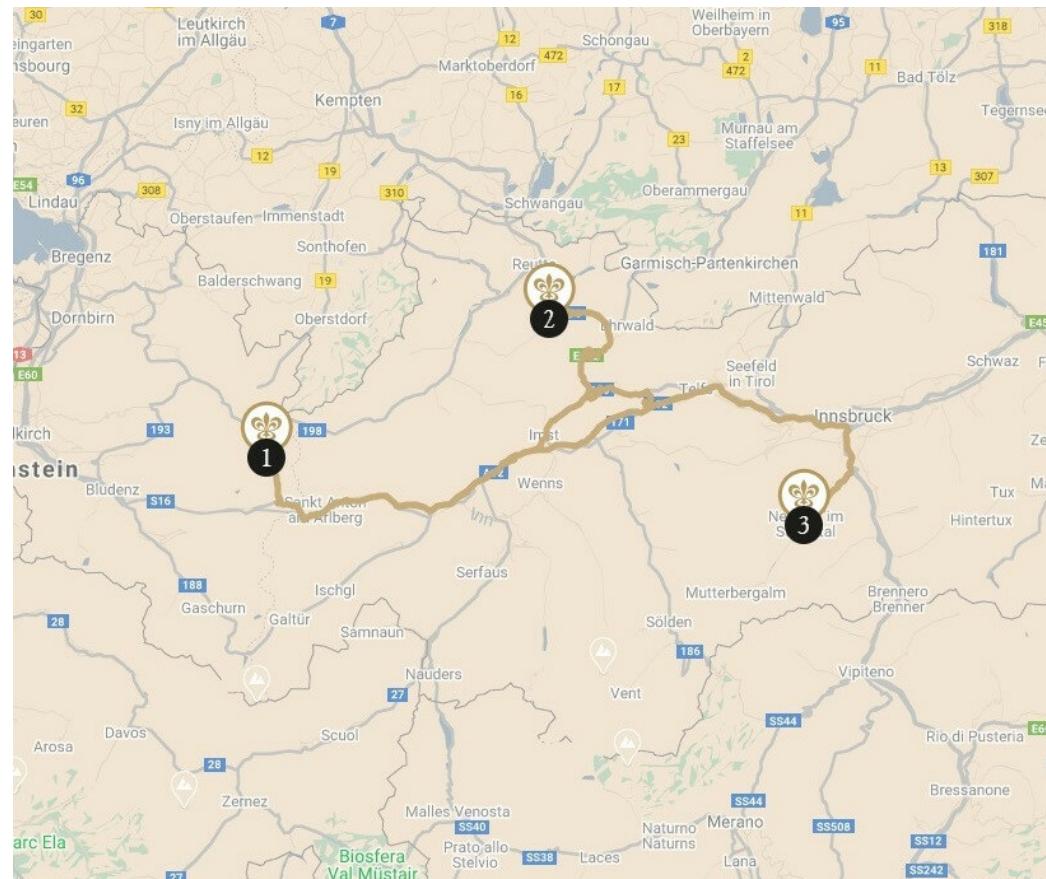 30
Leutkirch
im Allgäu
7
Weilheim in
Oberbayern
95
318
12
472
Schongau
2
472
11
Bad Tölz
Marktoberdorf
16
17
Kempten
Tegernsee
32
Isny im Allgäu
12
19
23
Murnau am
Staffelsee
13
307
E54
96
308
310
Lindau
Oberstaufen
Immenstadt
Schwangau
Oberammergau
11
Bregenz
Sonthofen
181
Balderschwang
19
Reutte
Garmisch-Partenkirchen
Mittenwald
Dornbirn
Oberstdorf
2
Ehrwald
E45
13
E60
Seefeld
in Tirol
Schwaz
Telfs
193
198
1
171
Innsbruck
Imst
Bludenz
S16
Sankt Anton
am Arlberg
Wenns
3
Tux
Inn
Hintertux
Serfaus
188
Ischgl
Mutterbergalm
Brennero
Brenner
Gaschurn
Galtür
28
Samnaun
Sölden
186
Nauders
Vipiteno
27
Vent
SS44
Davos
Scuol
Rio di Pusteria
Arosa
28
Bressanone
Zernez
Malles Venosta
SS44
SS40
Naturno
Naturns
Merano
SS508
SS12
Prato allo
Stelvio
SS38
Laces
Lana
SS242
Biosfera
Val Müstair
27